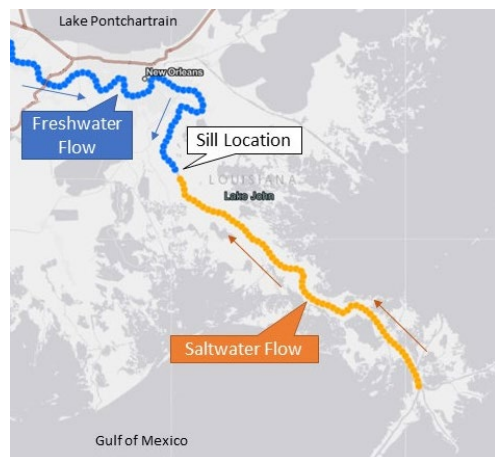 Lake Pontchartrain
New Orleans
Freshwater
Flow
Sill Location
LOUISIANA
Lake John
Saltwater Flow
Gulf of Mexico